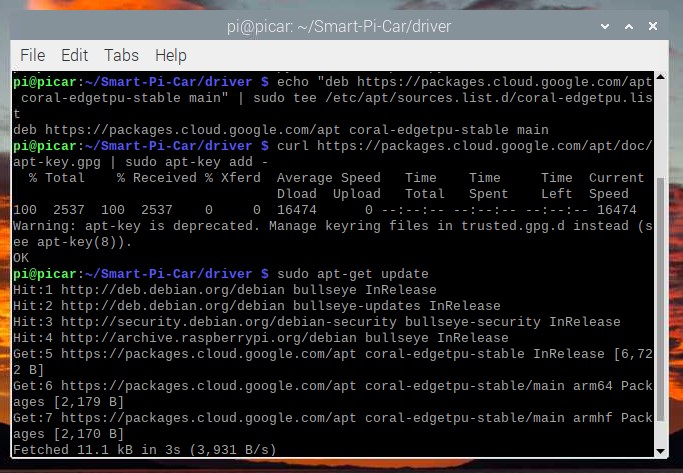 pi@picar: ~/Smart-Pi-Car/driver
File Edit Tabs Help
pi@picar:~/Smart-Pi-Car/driver $ echo "deb https://packages.cloud.google.com/apt
 coral-edgetpu-stable main" | sudo tee /etc/apt/sources.list.d/coral-edgetpu.lis
t
deb https://packages.cloud.google.com/apt coral-edgetpu-stable main
pi@picar:~/Smart-Pi-Car/driver $ curl https://packages.cloud.google.com/apt/doc/
apt-key.gpg | sudo apt-key add -
  % Total    % Received % Xferd  Average Speed   Time    Time     Time  Current
                                 Dload  Upload   Total   Spent    Left  Speed
100  2537  100  2537    0     0  16474      0 --:--:-- --:--:-- --:--:-- 16474
Warning: apt-key is deprecated. Manage keyring files in trusted.gpg.d instead (s
ee apt-key(8)).
OK
pi@picar:~/Smart-Pi-Car/driver $ sudo apt-get update
Hit:1 http://deb.debian.org/debian bullseye InRelease
Hit:2 http://deb.debian.org/debian bullseye-updates InRelease
Hit:3 http://security.debian.org/debian-security bullseye-security InRelease
Hit:4 http://archive.raspberrypi.org/debian bullseye InRelease
Get:5 https://packages.cloud.google.com/apt coral-edgetpu-stable InRelease [6,72
2 B]
Get:6 https://packages.cloud.google.com/apt coral-edgetpu-stable/main arm64 Pack
ages [2,179 B]
Get:7 https://packages.cloud.google.com/apt coral-edgetpu-stable/main armhf Pack
ages [2,170 B]
Fetched 11.1 kB in 3s (3,931 B/s)